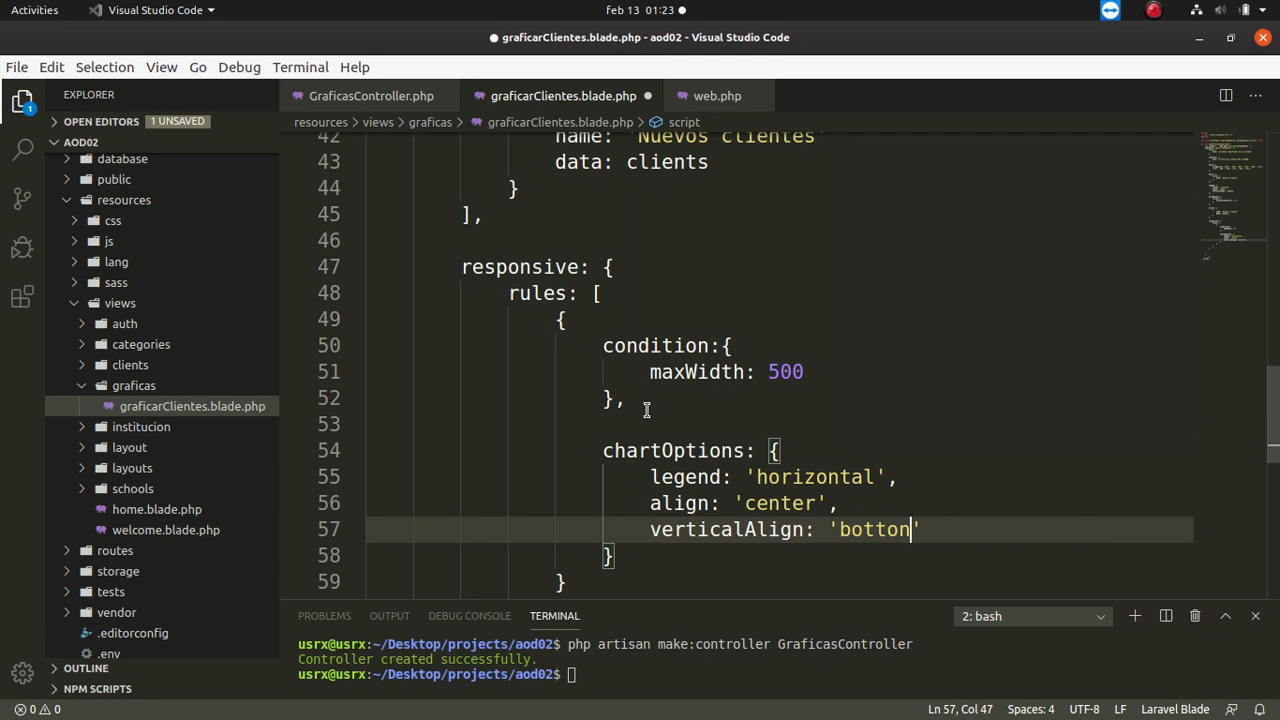 Activities
Visual Studio Code
Feb 13 01:23
graficarClientes.blade.php - aod02 - Visual Studio Code
File Edit Selection View Go Debug Terminal Help
EXPLORER
GraficasController.php
graficarClientes.blade.php
web.php
OPEN EDITORS 1 UNSAVED
resources > views > graficas > graficarClientes.blade.php > script
AOD02
database
public
resources
css
js
lang
sass
views
auth
categories
clients
graficas
graficarClientes.blade.php
institucion
layout
layouts
schools
home.blade.php
welcome.blade.php
routes
storage
tests
vendor
.editorconfig
.env
OUTLINE
NPM SCRIPTS
42 name: 'Nuevos clientes'
43 data: clients
44 }
45 ],
46
47 responsive: {
48 rules: [
49 {
50 condition:{
51 maxWidth: 500
52 },
53
54 chartOptions: {
55 legend: 'horizontal',
56 align: 'center',
57 verticalAlign: 'botton'
58 }
59 }
PROBLEMS OUTPUT DEBUG CONSOLE TERMINAL
2: bash
usrx@usrx:~/Desktop/projects/aod02$ php artisan make:controller GraficasController
Controller created successfully.
usrx@usrx:~/Desktop/projects/aod02$
0 0
Ln 57, Col 47
Spaces: 4
UTF-8
LF
Laravel Blade
1